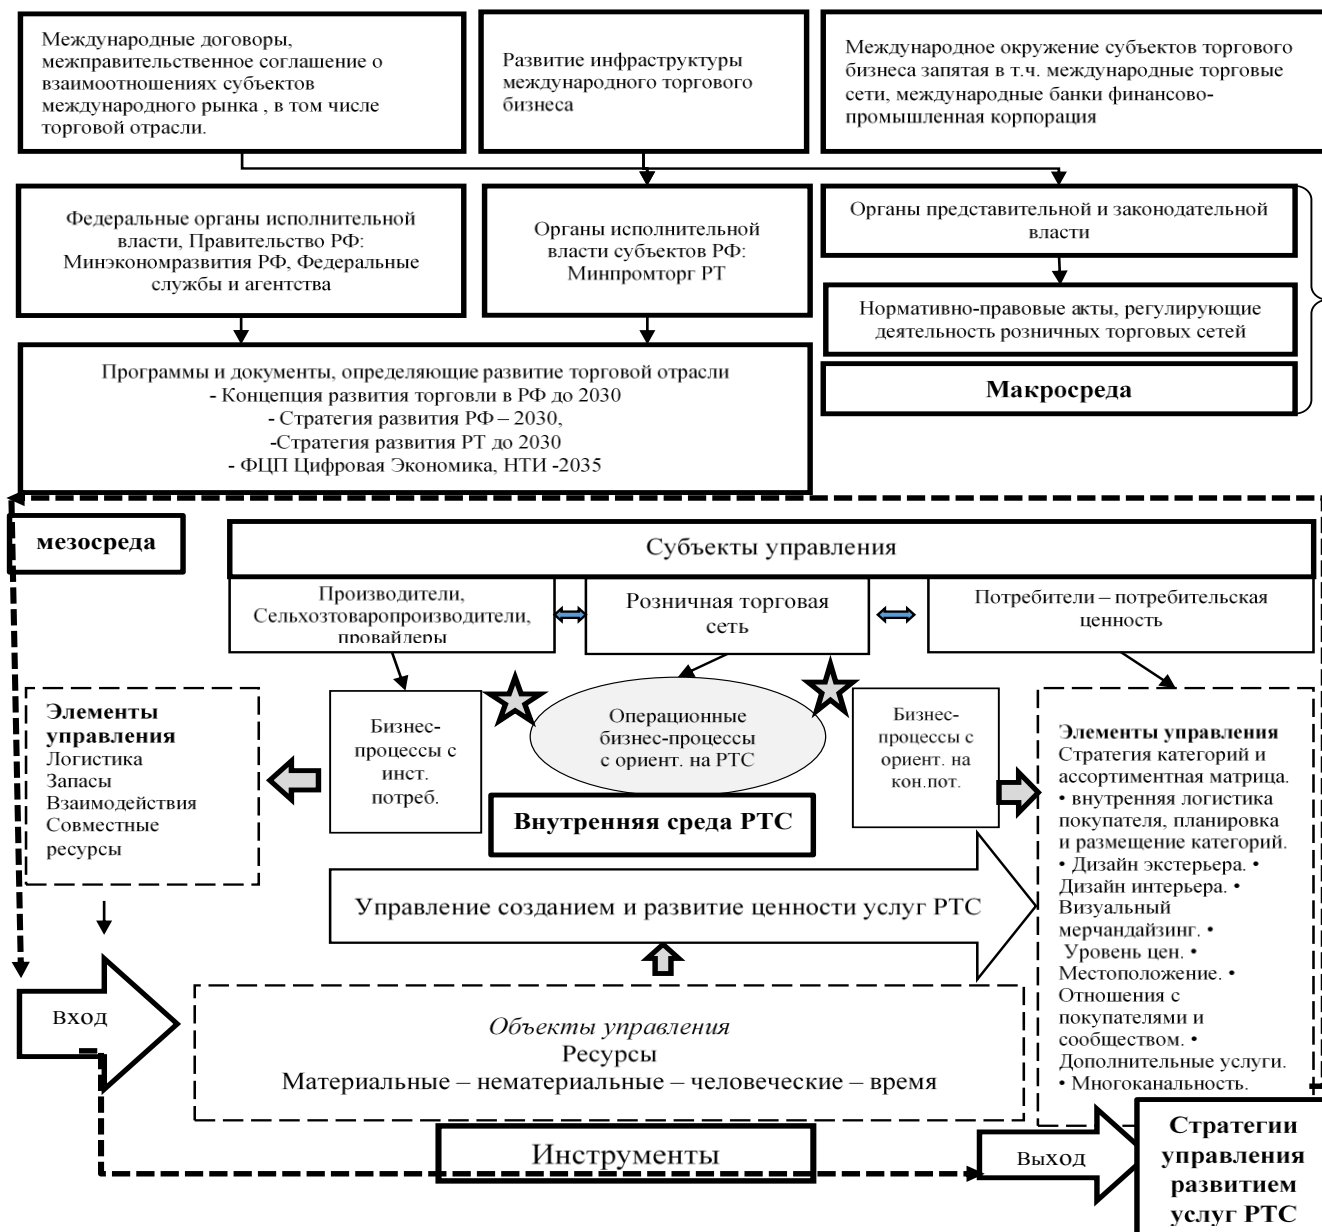 Международные договоры,
межправительственное соглашение о
взаимоотношениях субъектов
международного рынка , в том числе
торговой отрасли.
Развитие инфраструктуры
международного торгового
бизнеса
Международное окружение субъектов торгового
бизнеса запятая в т.ч. международные торговые
сети, международные банки финансово-
промышленная корпорация
Федеральные органы исполнительной
власти, Правительство РФ:
Минэкономразвития РФ, Федеральные
службы и агентства
Органы исполнительной
власти субъектов РФ:
Минпромторг РТ
Органы представительной и законодательной
власти
Нормативно-правовые акты, регулирующие
деятельность розничных торговых сетей
Макросреда
Программы и документы, определяющие развитие торговой отрасли
- Концепция развития торговли в РФ до 2030
- Стратегия развития РФ – 2030,
-Стратегия развития РТ до 2030
- ФЦП Цифровая Экономика, НТИ -2035
мезосреда
Субъекты управления
Производители,
Сельхозтоваропроизводители,
провайдеры
Розничная торговая
сеть
Потребители – потребительская
ценность
Элементы
управления
Логистика
Запасы
Взаимодействия
Совместные
ресурсы
Бизнес-
процессы с
инст.
потреб.
Операционные
бизнес-процессы
с ориент. на РТС
Бизнес-
процессы с
ориент. на
кон.пот.
Внутренняя среда РТС
Элементы управления
Стратегия категорий и
ассортиментная матрица.
• внутренняя логистика
покупателя, планировка
и размещение категорий.
• Дизайн экстерьера. •
Дизайн интерьера. •
Визуальный
мерчандайзинг. •
Уровень цен. •
Местоположение. •
Отношения с
покупателями и
сообществом. •
Дополнительные услуги.
• Многоканальность.
Управление созданием и развитие ценности услуг РТС
Вход
Объекты управления
Ресурсы
Материальные – нематериальные – человеческие – время
Инструменты
Выход
Стратегии
управления
развитием
услуг РТС